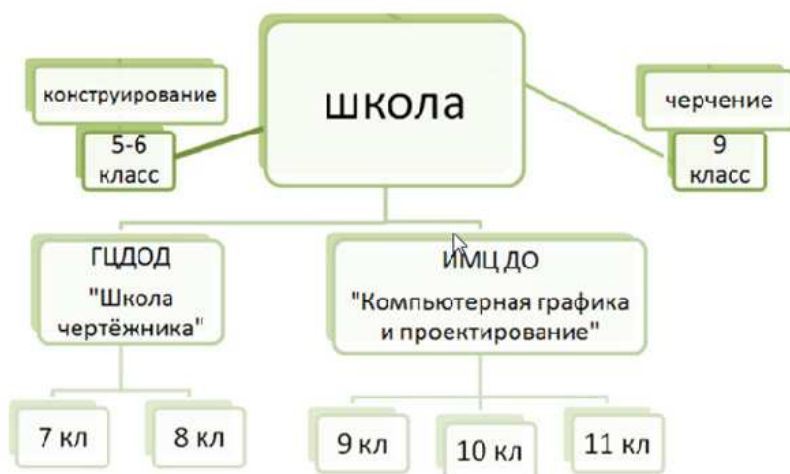 конструирование
5-6
класс
школа
черчение
9
класс
ГЦДОД
"Школа
чертёжника"
ИМЦ ДО
"Компьютерная графика
и проектирование"
7 кл
8 кл
9 кл
10 кл
11 кл